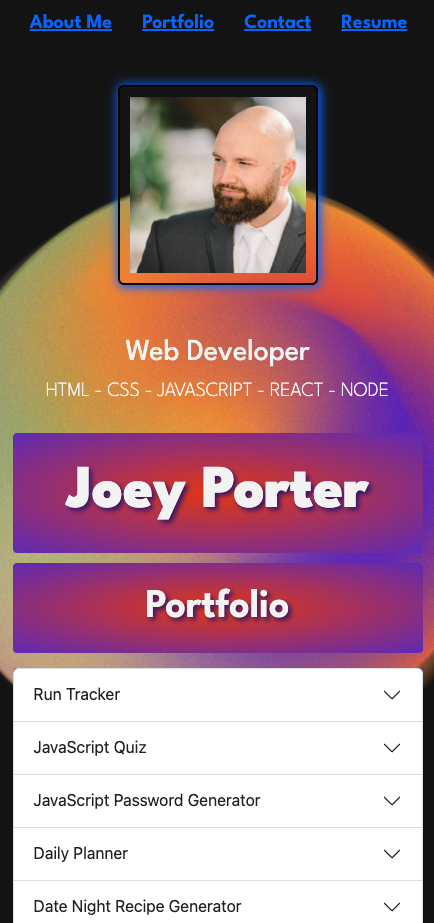 About Me Portfolio Contact Resume
Web Developer
HTML - CSS - JAVASCRIPT - REACT - NODE
Joey Porter
Portfolio
Run Tracker
JavaScript Quiz
JavaScript Password Generator
Daily Planner
Date Night Recipe Generator